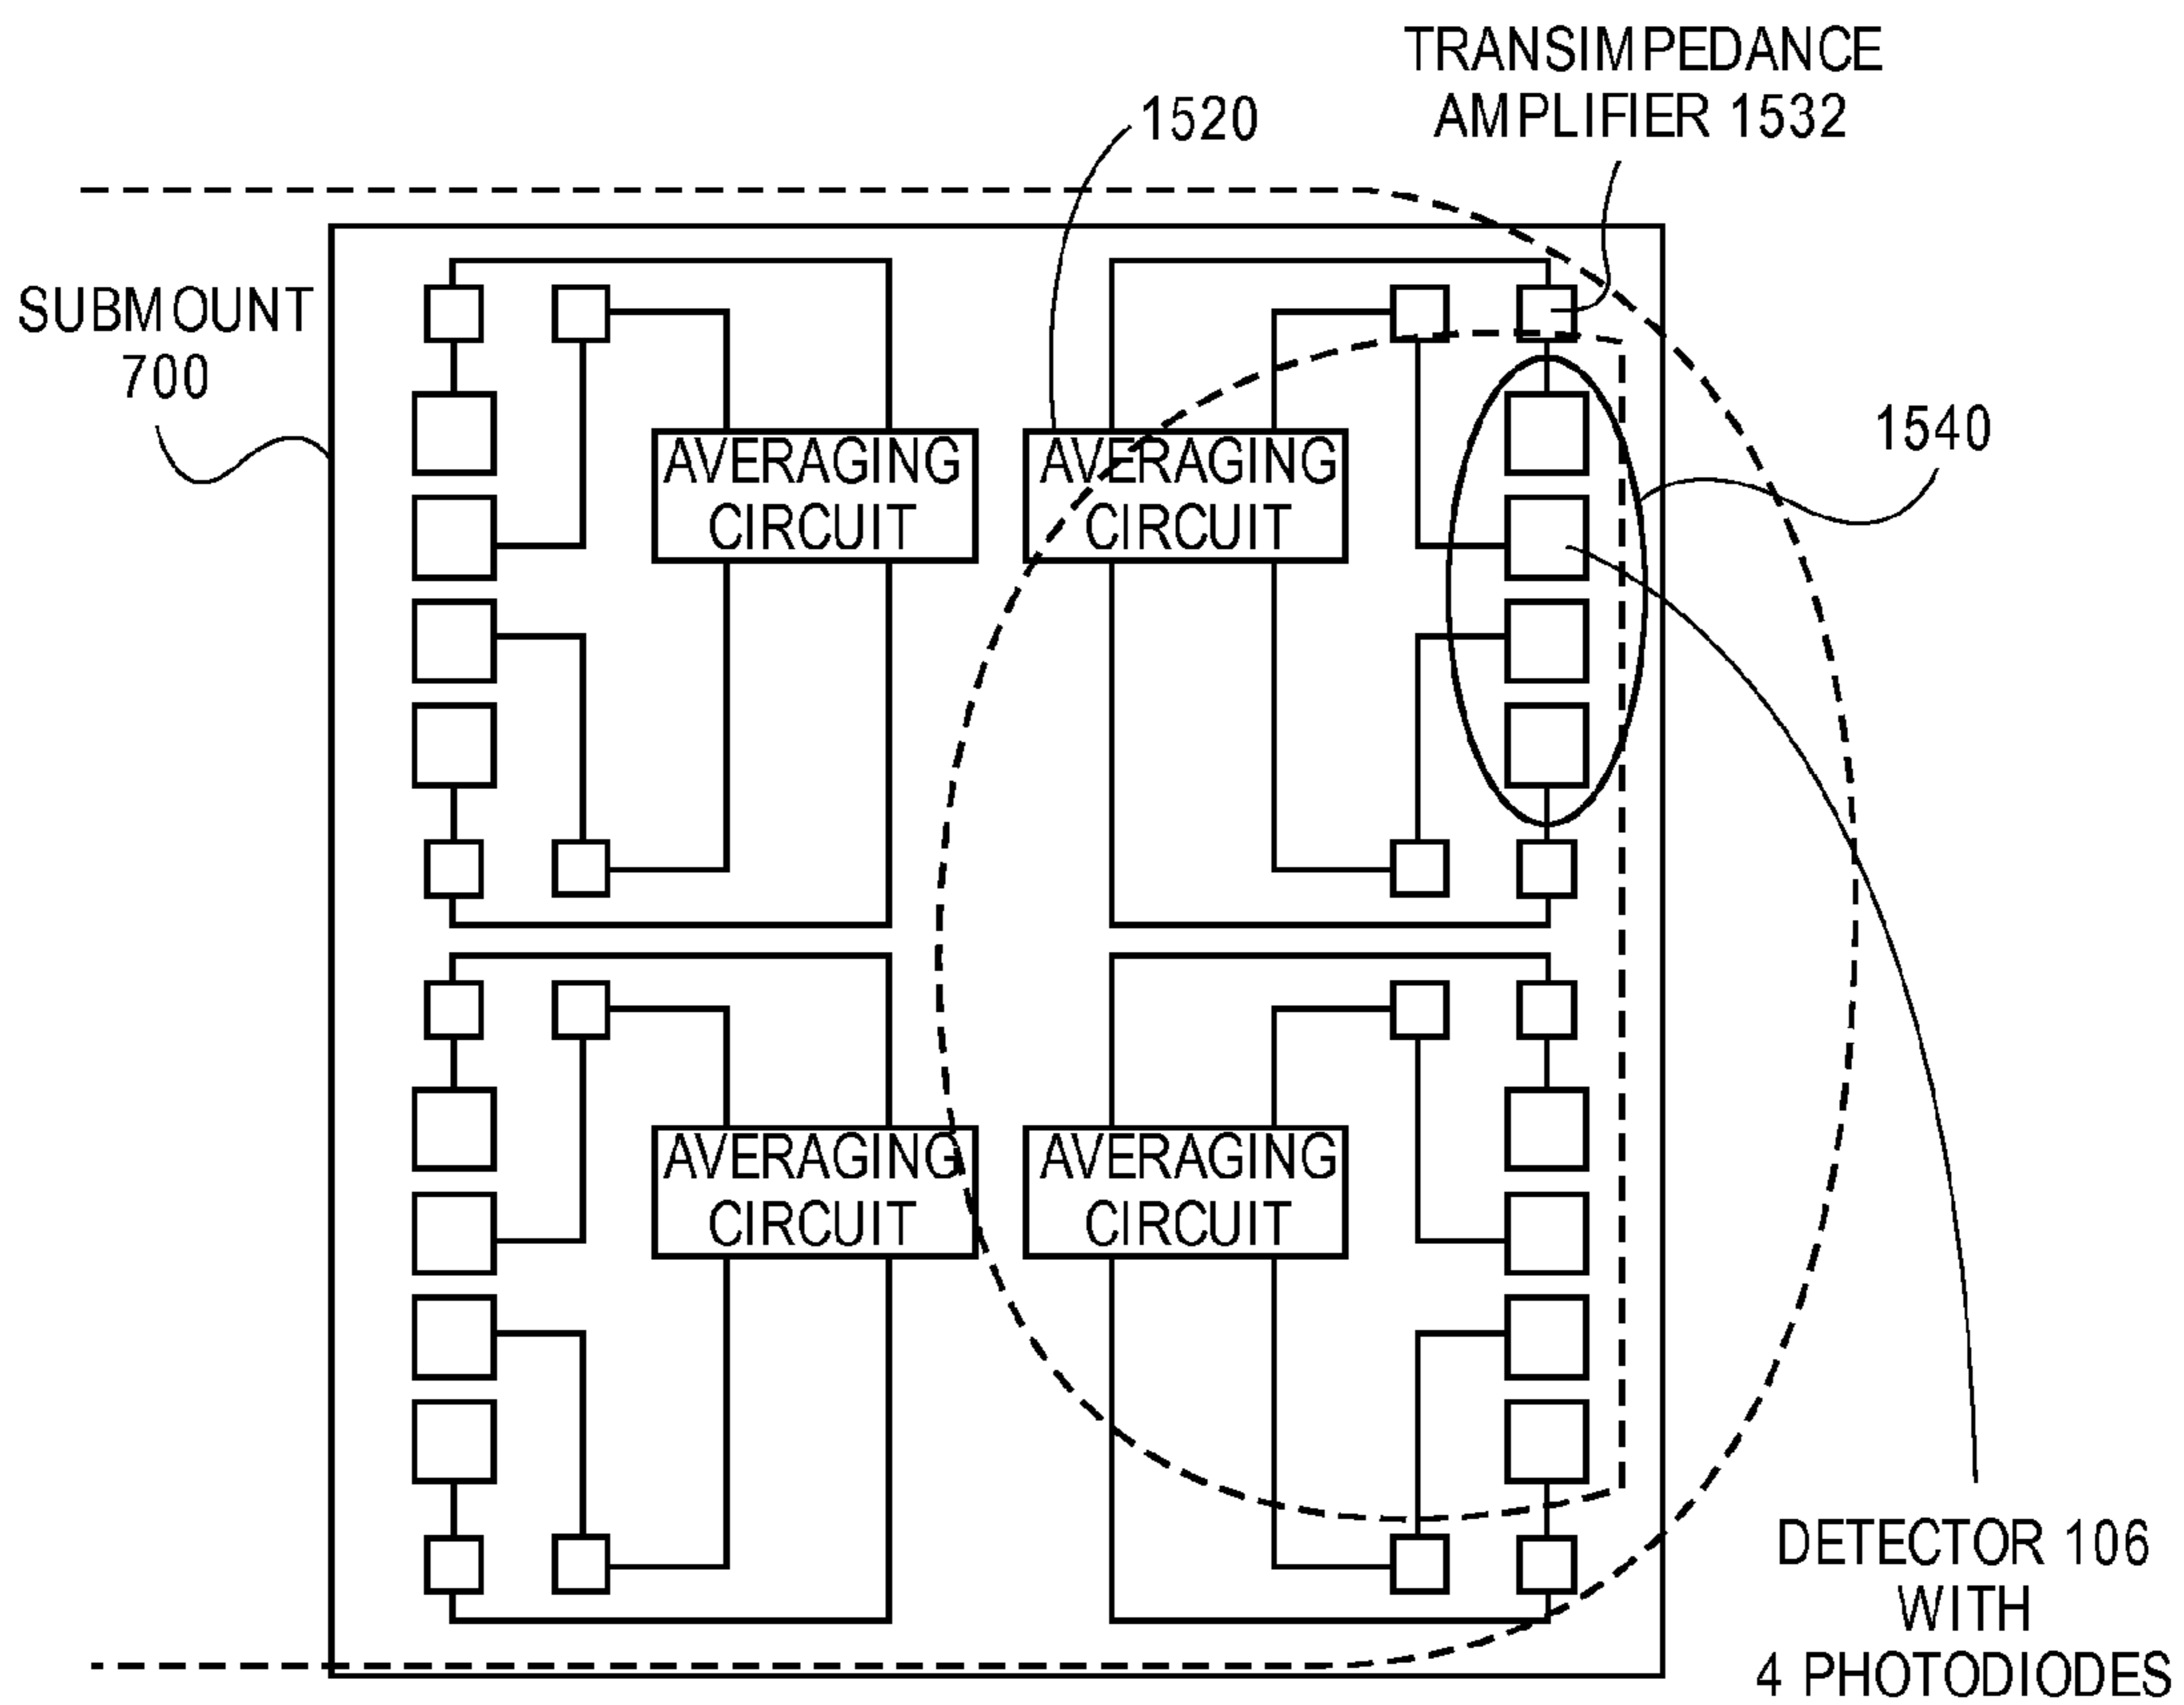 TRANSIMPEDANCE
AMPLIFIER 1532
1520
SUBMOUNT
700
1540
AVERAGING
CIRCUIT
AVERAGING
CIRCUIT
AVERAGING
CIRCUIT
AVERAGING
CIRCUIT
DETECTOR 106
WITH
4 PHOTODIODES